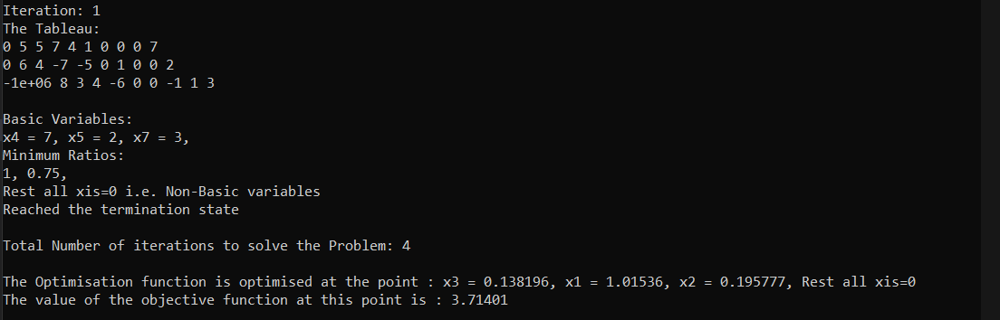 Iteration: 1
The Tableau:
0 5 5 7 4 1 0 0 0 7
0 6 4 -7 -5 0 1 0 0 2
-1e+06 8 3 4 -6 0 0 -1 1 3
Basic Variables:
x4 = 7, x5 = 2, x7 = 3,
Minimum Ratios:
1, 0.75,
Rest all xis=0 i.e. Non-Basic variables
Reached the termination state
Total Number of iterations to solve the Problem: 4
The Optimisation function is optimised at the point : x3 = 0.138196, x1 = 1.01536, x2 = 0.195777, Rest all xis=0
The value of the objective function at this point is : 3.71401